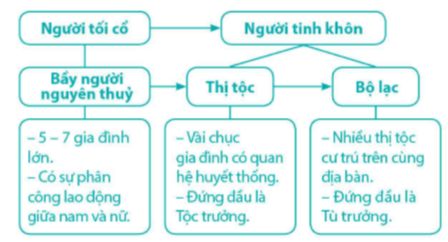 Người tối cổ
Người tinh khôn
Bầy người
nguyên thuỷ
Thị tộc
Bộ lạc
– 5 – 7 gia đình
lớn.
– Có sự phân
công lao động
giữa nam và nữ.
– Vài chục
gia đình có quan
hệ huyết thống.
– Đứng đầu là
Tộc trưởng.
– Nhiều thị tộc
cư trú trên cùng
địa bàn.
– Đứng đầu là
Tù trưởng.